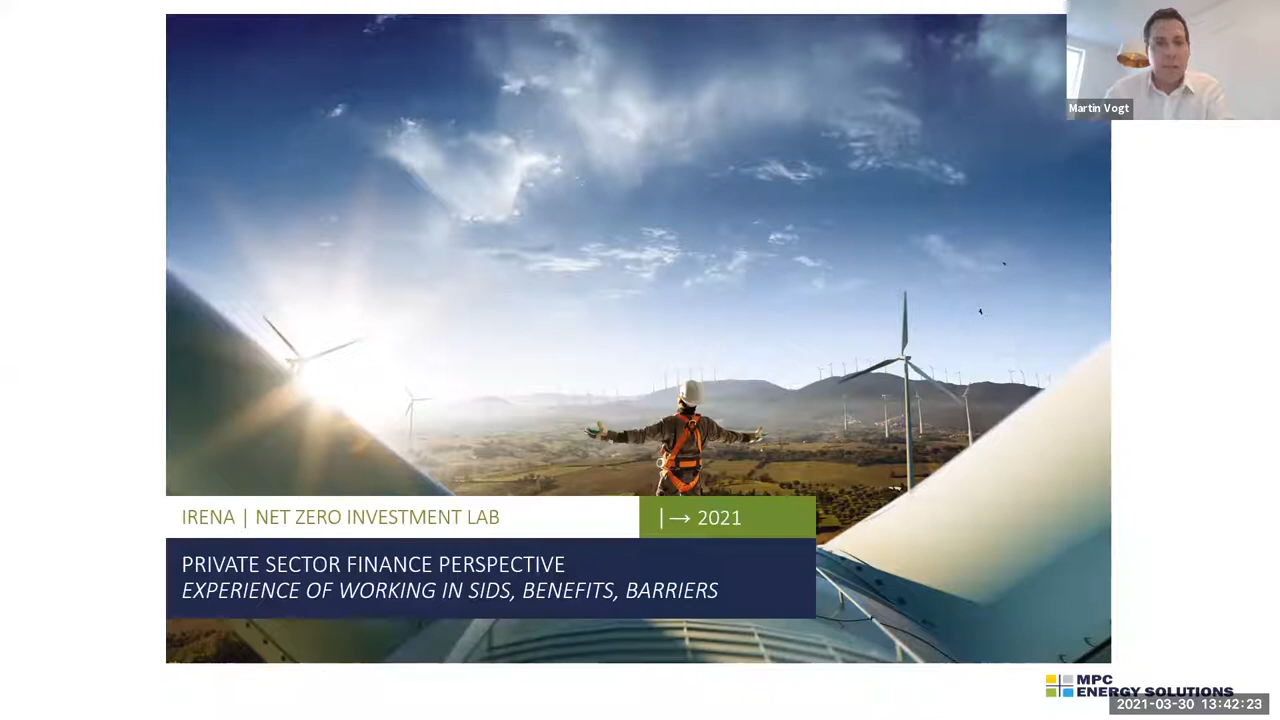 Martin Vogt
IRENA | NET ZERO INVESTMENT LAB
|→ 2021
PRIVATE SECTOR FINANCE PERSPECTIVE
EXPERIENCE OF WORKING IN SIDS, BENEFITS, BARRIERS
MPC
ENERGY SOLUTIONS
2021-03-30 13:42:23